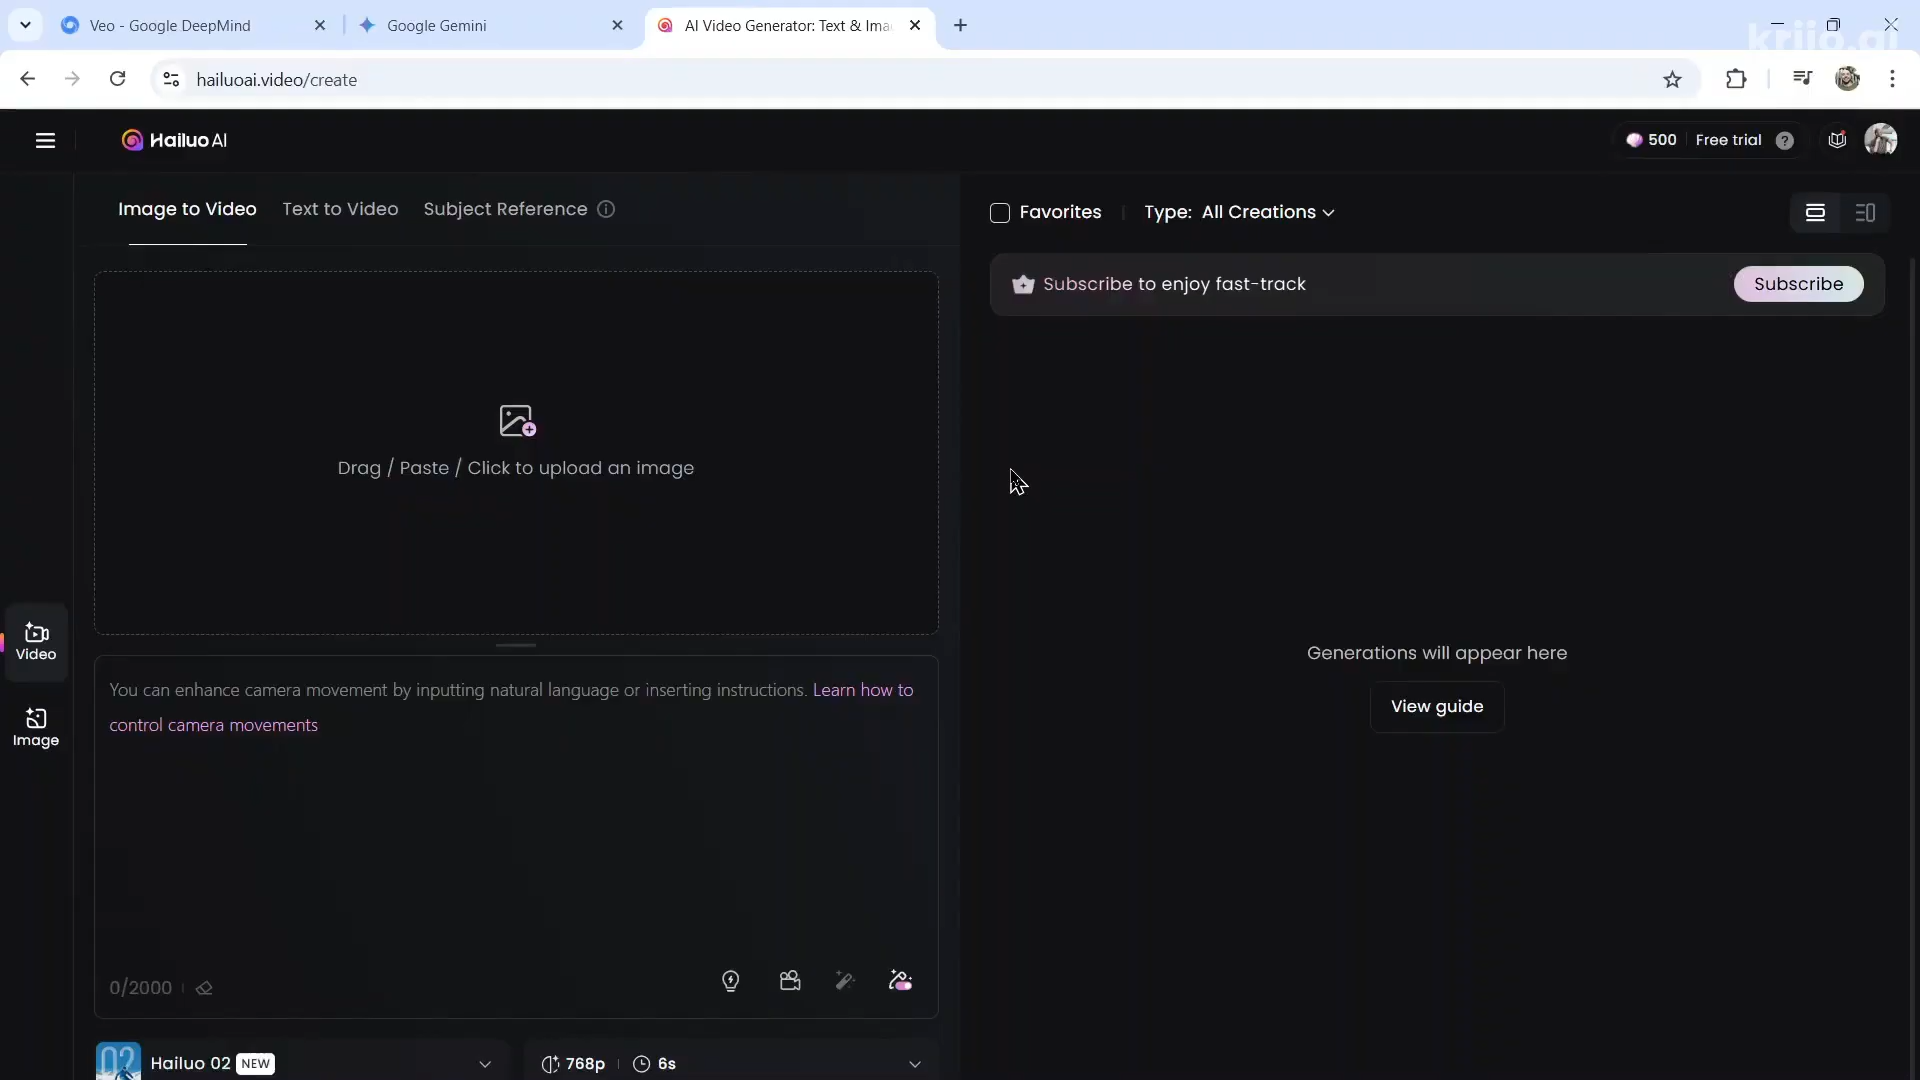 Veo - Google DeepMind
Google Gemini
AI Video Generator: Text & Ima
kriio.ai
hailuoai.video/create
Hailuo AI
500
Free trial
?
Image to Video
Text to Video
Subject Reference
Favorites
Type: All Creations
Subscribe to enjoy fast-track
Subscribe
Drag / Paste / Click to upload an image
Video
Image
You can enhance camera movement by inputting natural language or inserting instructions. Learn how to
control camera movements
0/2000
Generations will appear here
View guide
02
Hailuo 02 NEW
768p
6s